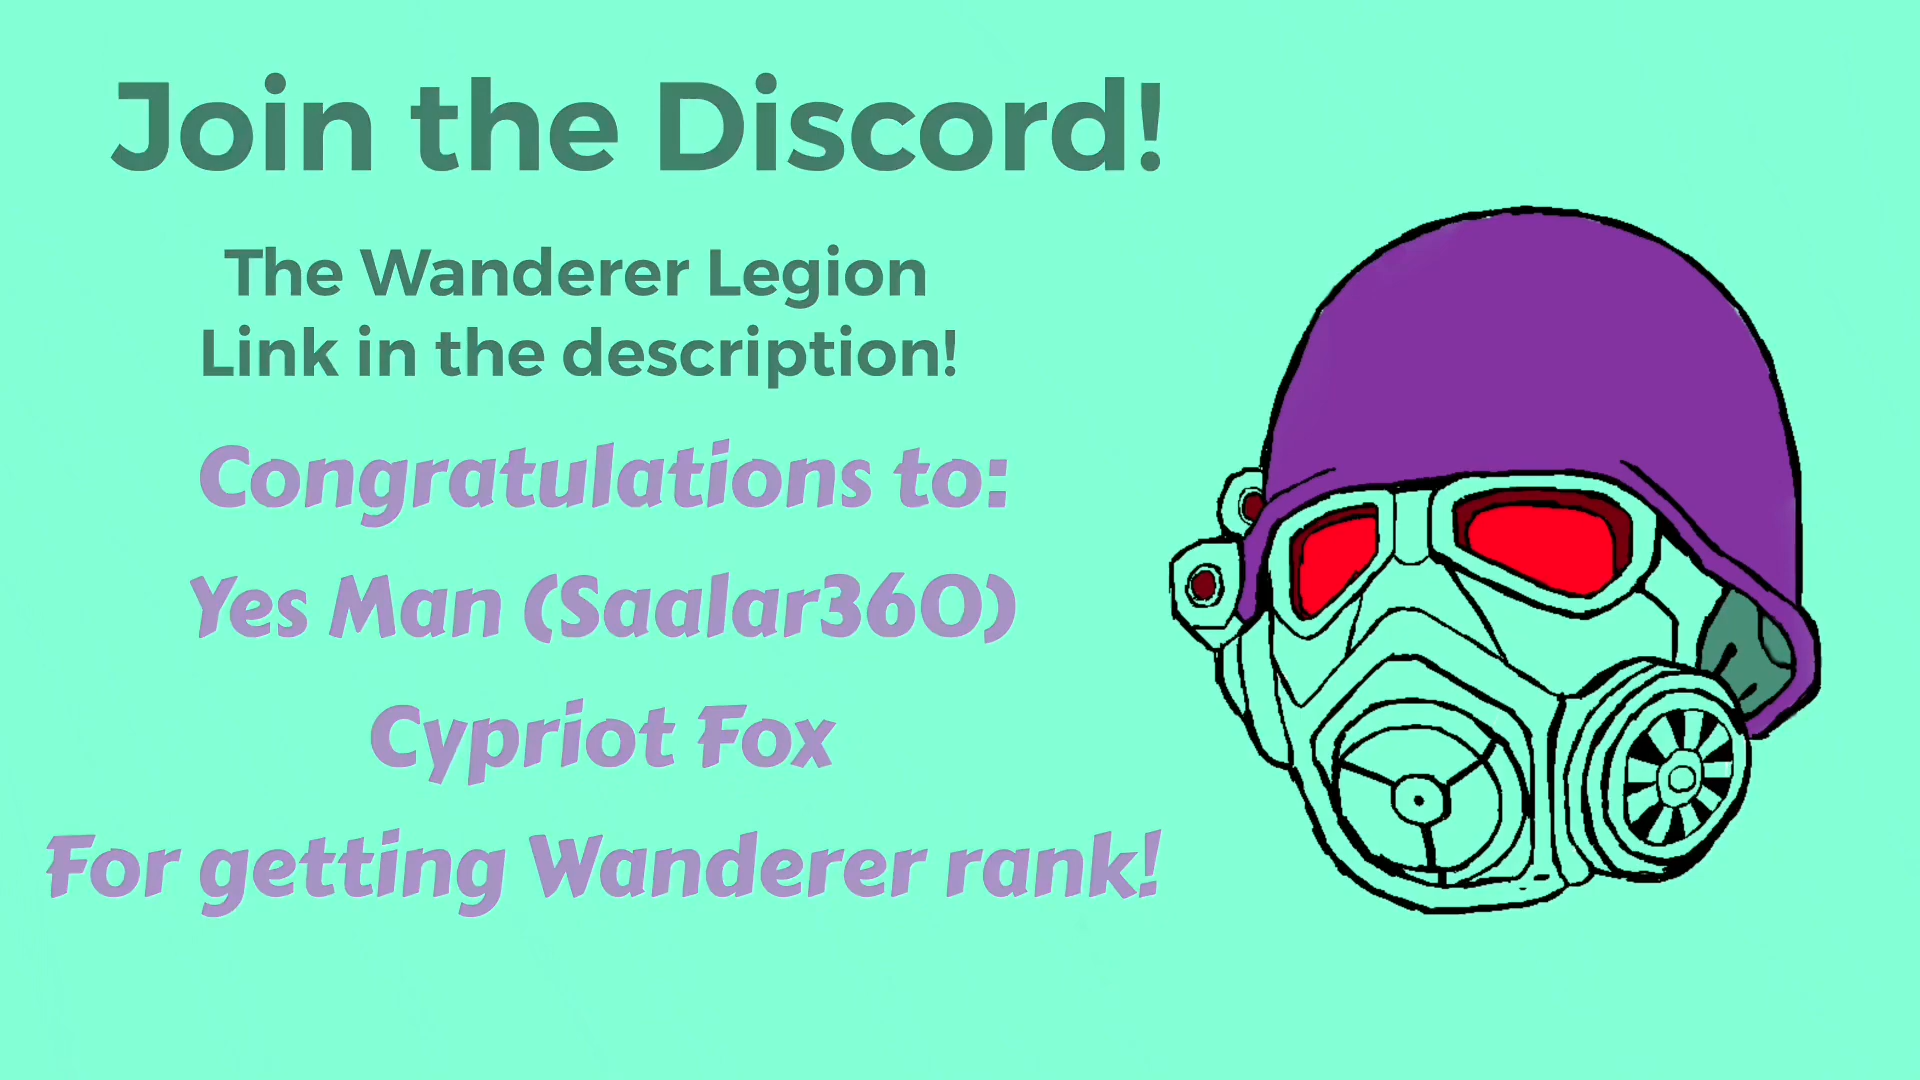 Join the Discord!
The Wanderer Legion
Link in the description!
Congratulations to:
Yes Man (Saalar360)
Cypriot Fox
For getting Wanderer rank!